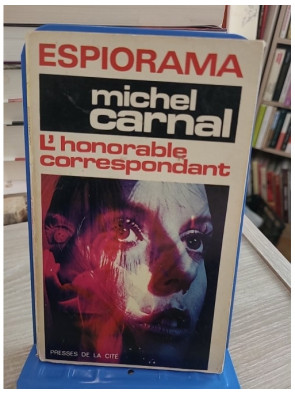 ESPIORAMA
michel
carnal
L'honorable
correspondant
PRESSES DE LA CITÉ